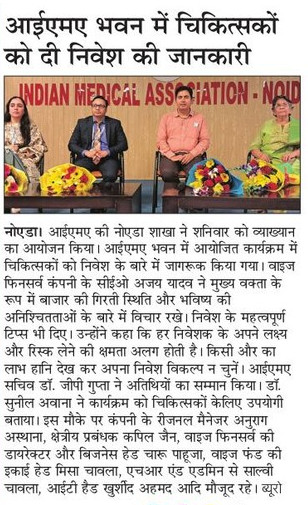 आईएमए भवन में चिकित्सकों
को दी निवेश की जानकारी
INDIAN MEDICAL ASSOCIATION - NOID
नोएडा। आईएमए की नोएडा शाखा ने शनिवार को व्याख्यान
का आयोजन किया। आईएमए भवन में आयोजित कार्यक्रम में
चिकित्सकों को निवेश के बारे में जागरूक किया गया। वाइज
फिनसर्व कंपनी के सीईओ अजय यादव ने मुख्य वक्ता के
रूप में बाजार की गिरती स्थिति और भविष्य की
अनिश्चितताओं के बारे में विचार रखे। निवेश के महत्वपूर्ण
टिप्स भी दिए। उन्होंने कहा कि हर निवेशक के अपने लक्ष्य
और रिस्क लेने की क्षमता अलग होती है। किसी और का
लाभ हानि देख कर अपना निवेश विकल्प न चुनें। आईएमए
सचिव डॉ. जीपी गुप्ता ने अतिथियों का सम्मान किया। डॉ.
सुनील अवाना ने कार्यक्रम को चिकित्सकों केलिए उपयोगी
बताया। इस मौके पर कंपनी के रीजनल मैनेजर अनुराग
अस्थाना, क्षेत्रीय प्रबंधक कपिल जैन, वाइज फिनसर्व की
डायरेक्टर और बिजनेस हेड चारू पाहूजा, वाइज फंड की
इकाई हेड मिसा चावला, एचआर एंड एडमिन से साल्वी
चावला, आईटी हैड खुर्शीद अहमद आदि मौजूद रहे। ब्यूरो